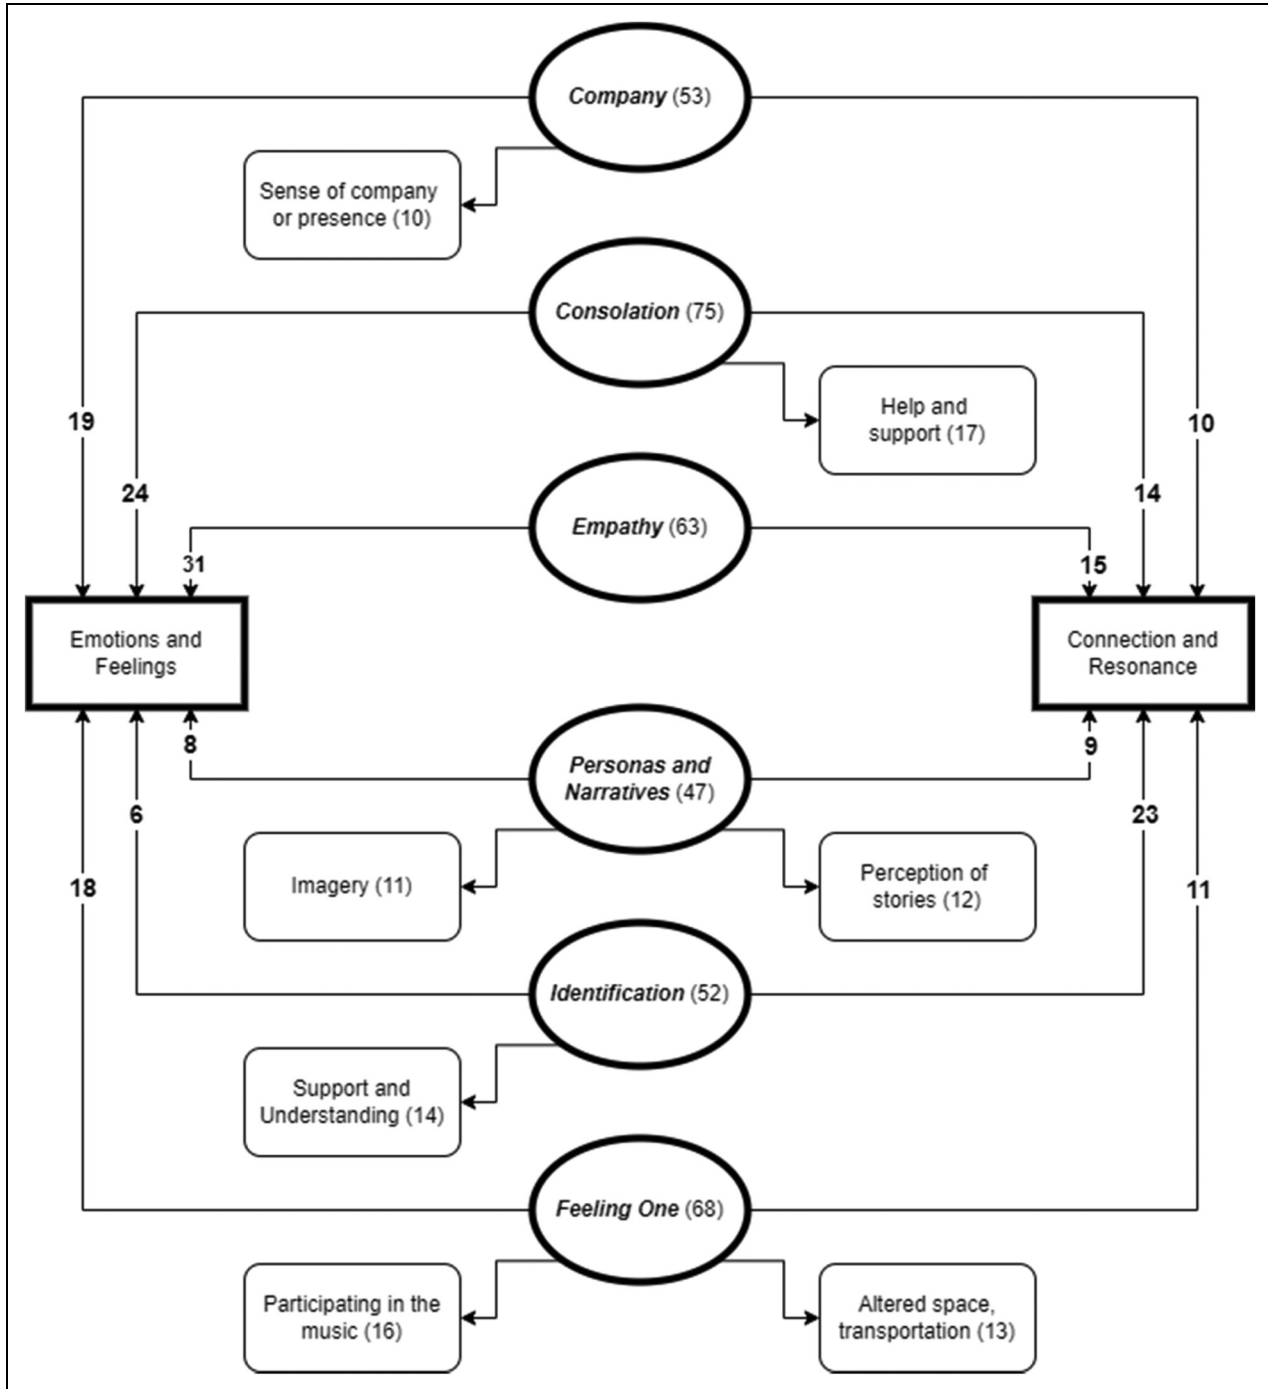 Company (53)
Sense of company
or presence (10)
Consolation (75)
Help and
support (17)
19
10
24
14
Empathy (63)
31
15
Emotions and
Feelings
Connection and
Resonance
8
9
Personas and
Narratives (47)
6
23
18
11
Imagery (11)
Perception of
stories (12)
Identification (52)
Support and
Understanding (14)
Feeling One (68)
Participating in the
music (16)
Altered space,
transportation (13)